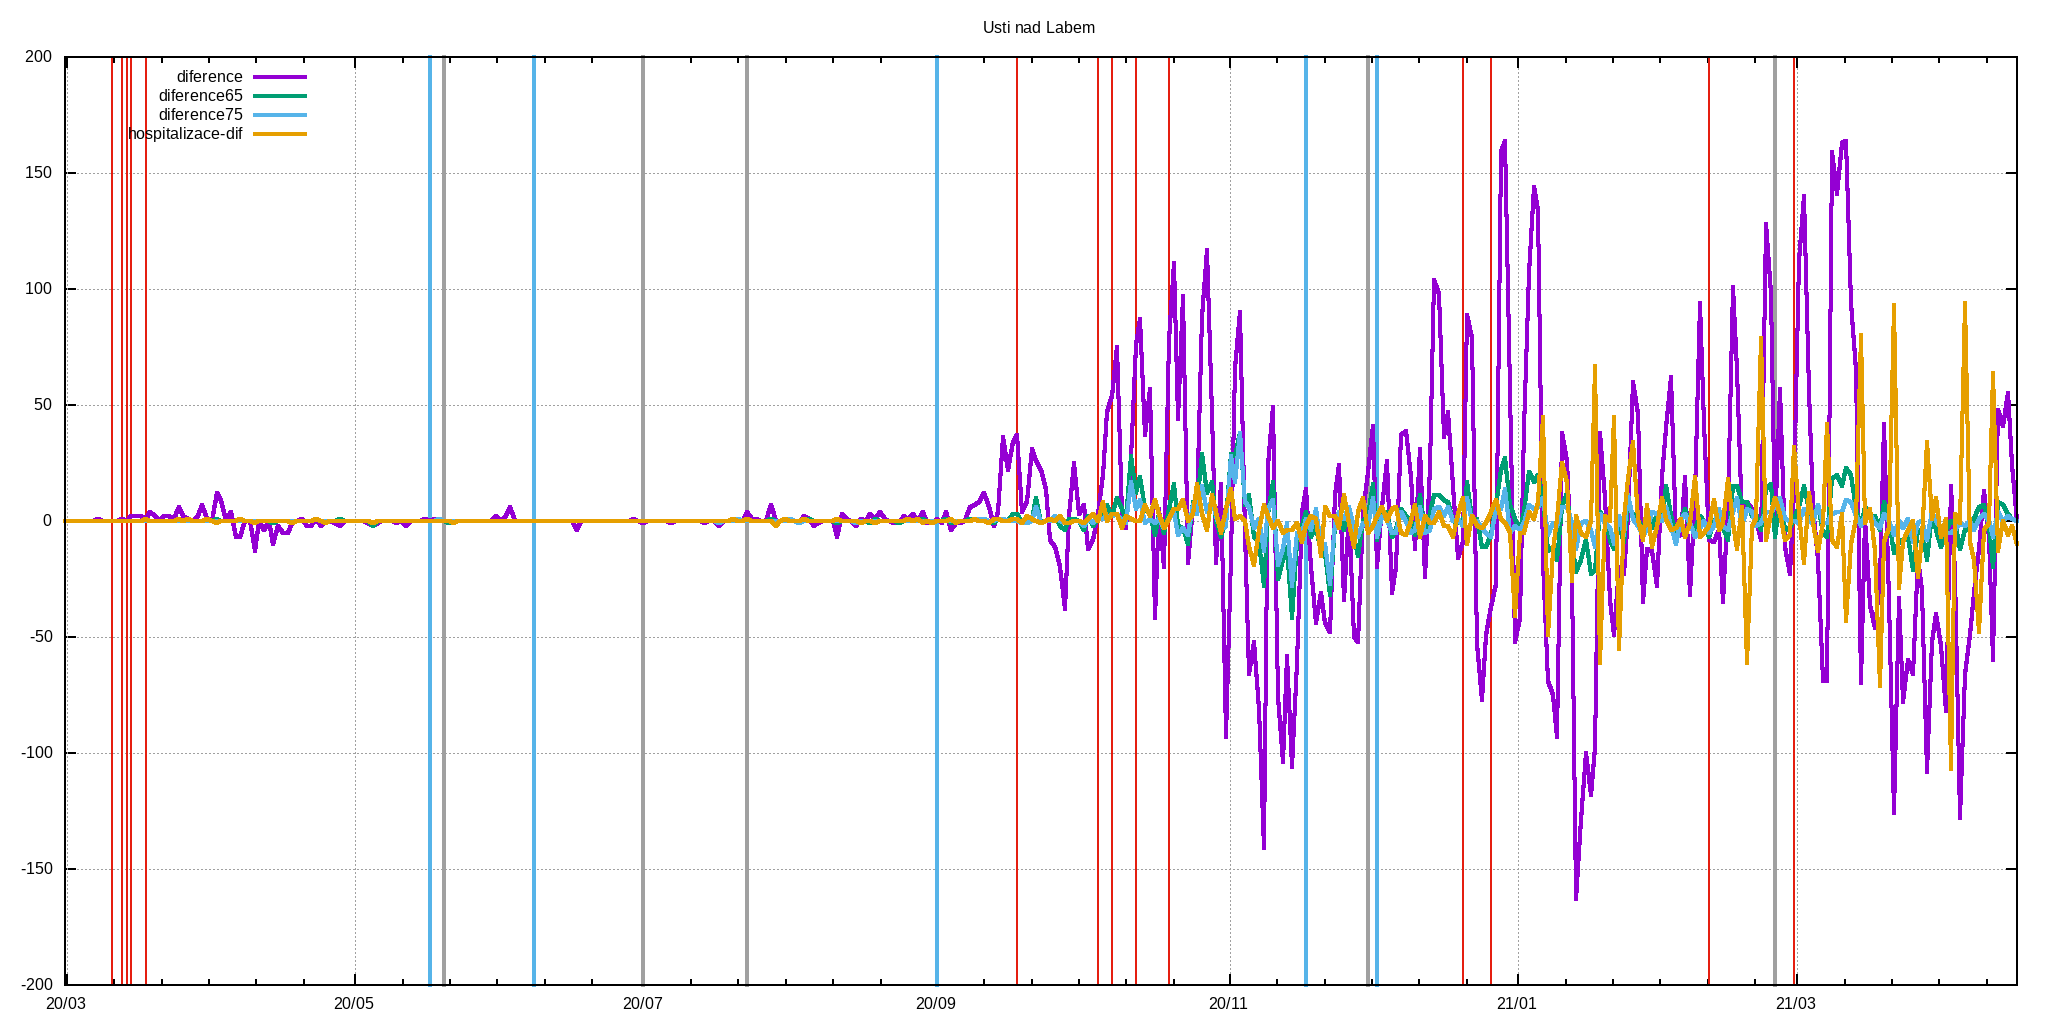 Usti nad Labem
200
diference
diference65
diference75
hospitalizace-dif
150
100
50
0
-50
-100
-150
-200
20/03 20/05 20/07 20/09 20/11 21/01 21/03